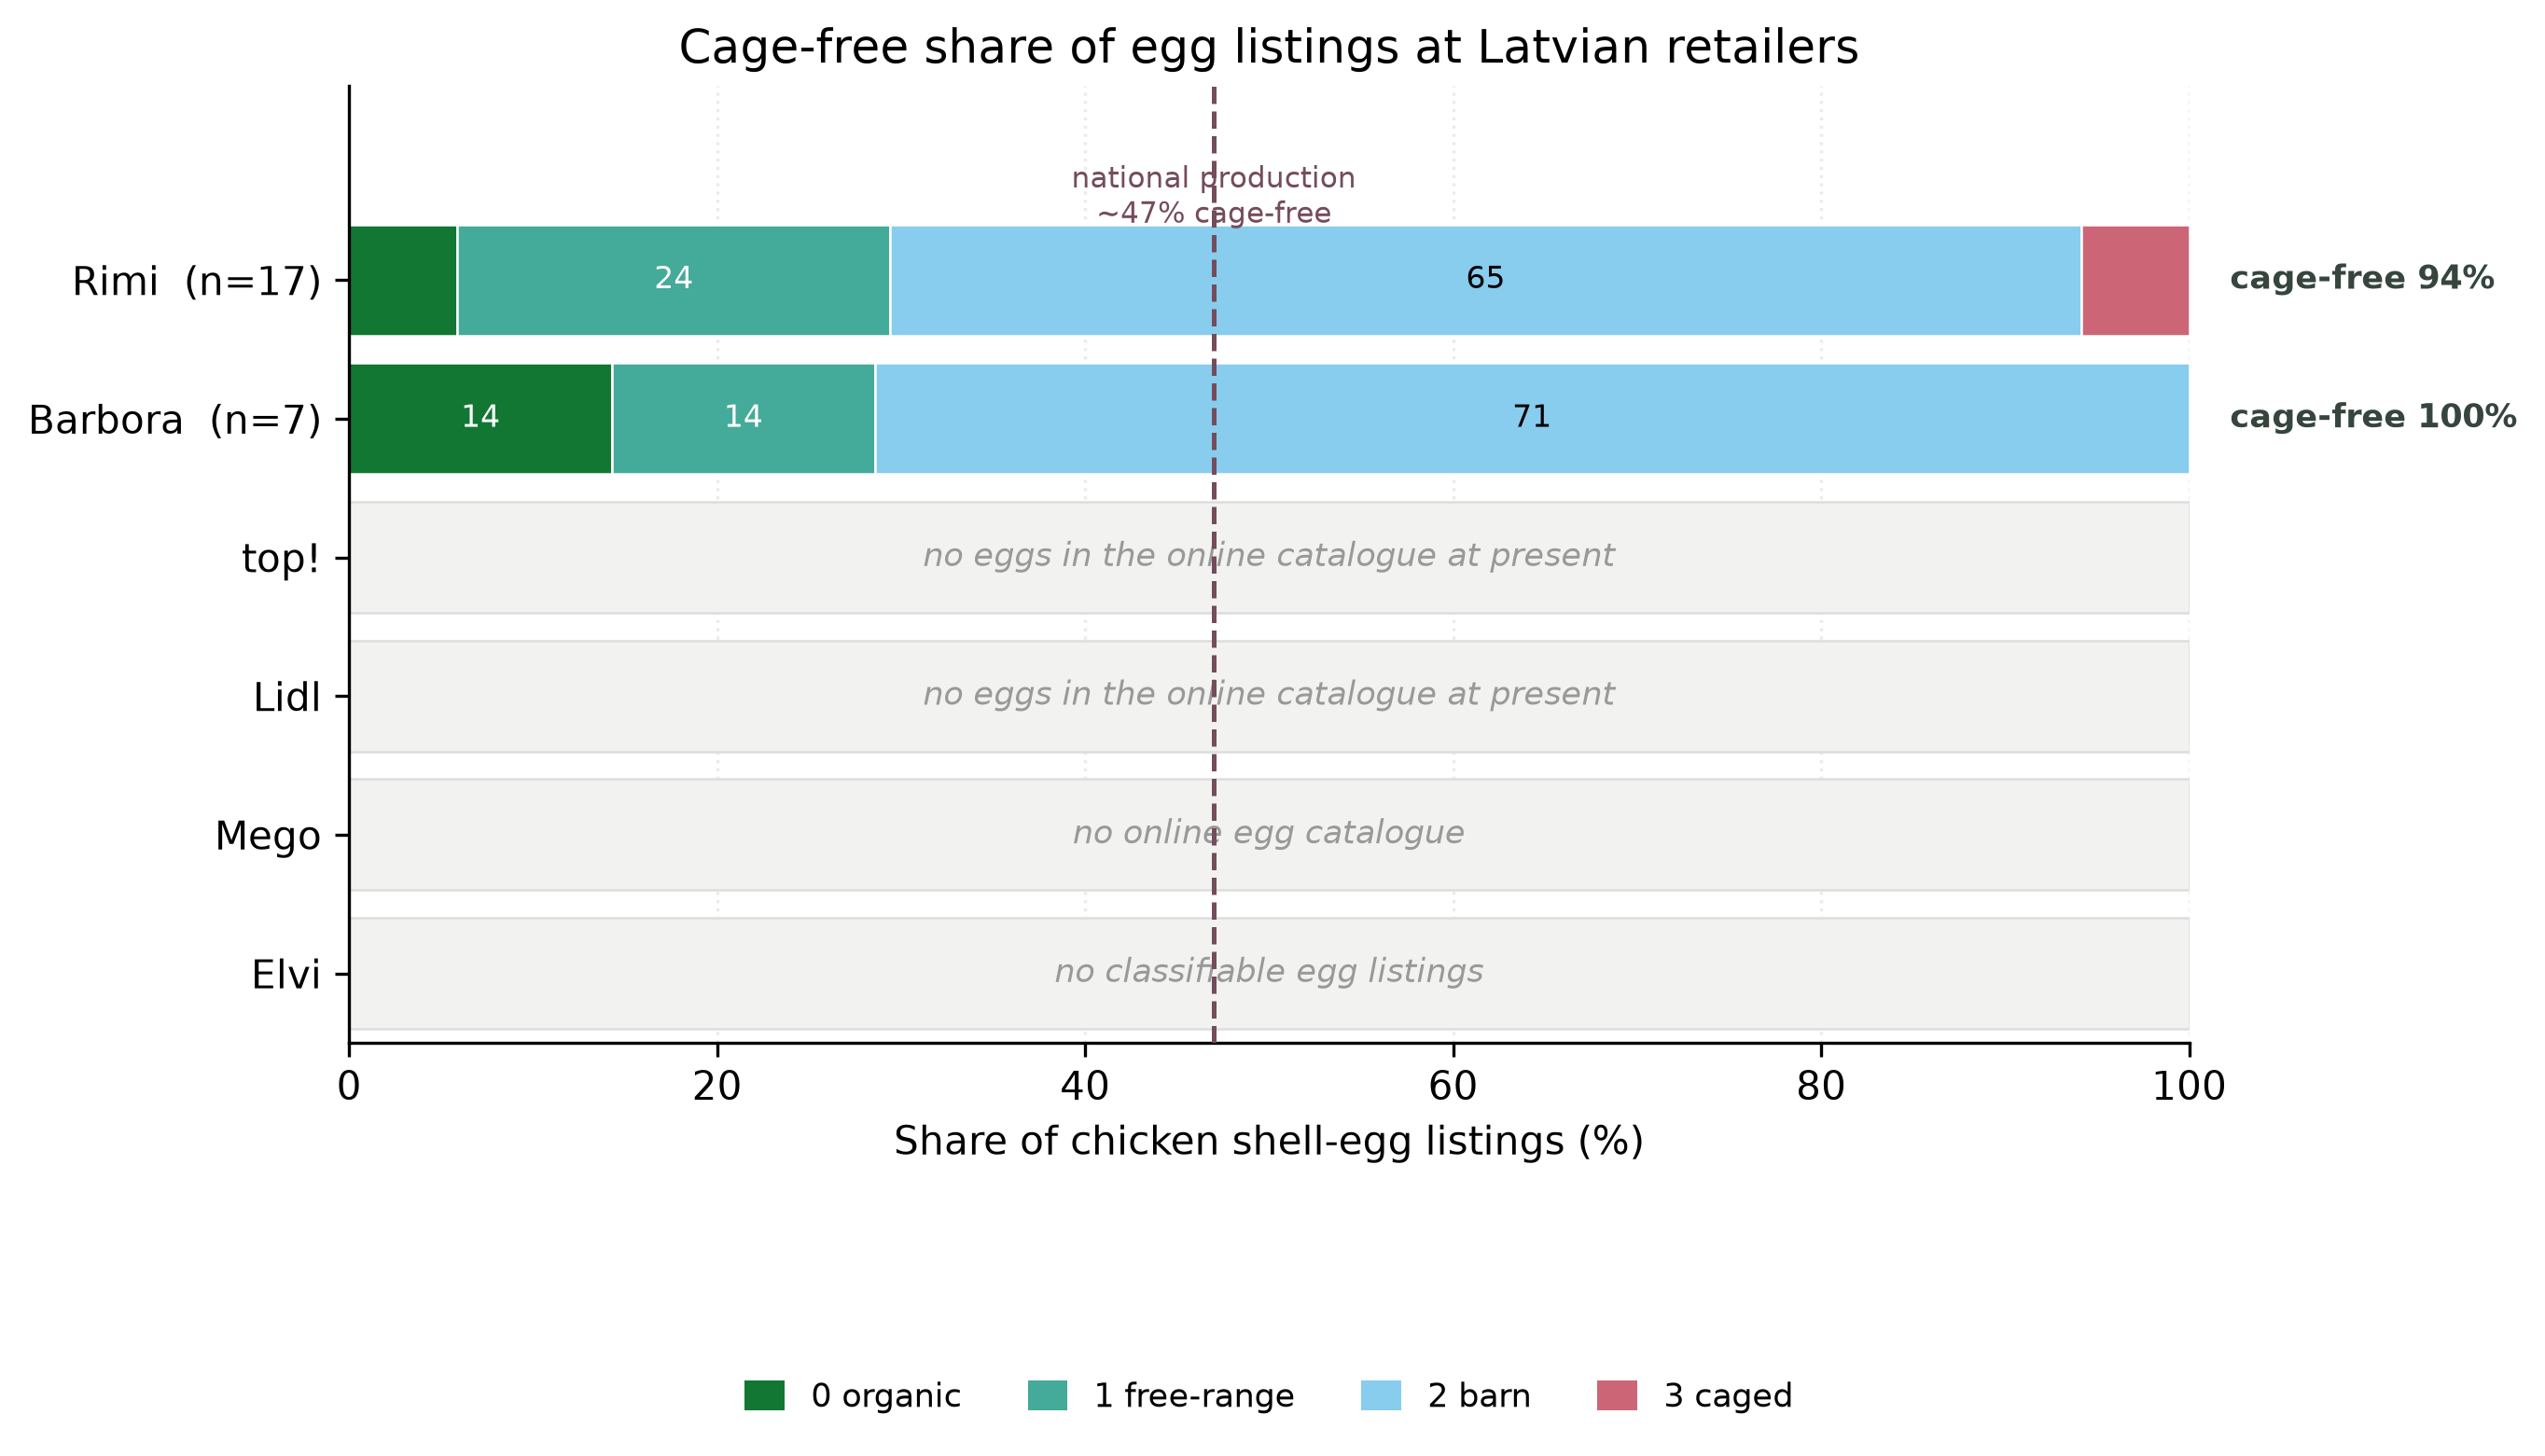 Cage-free share of egg listings at Latvian retailers
national production
~47% cage-free
Rimi (n=17)
24
65
cage-free 94%
Barbora (n=7)
14
14
71
cage-free 100%
top!
no eggs in the online catalogue at present
Lidl
no eggs in the online catalogue at present
Mego
no online egg catalogue
Elvi
no classifiable egg listings
0
20
40
60
80
100
Share of chicken shell-egg listings (%)
0 organic
1 free-range
2 barn
3 caged